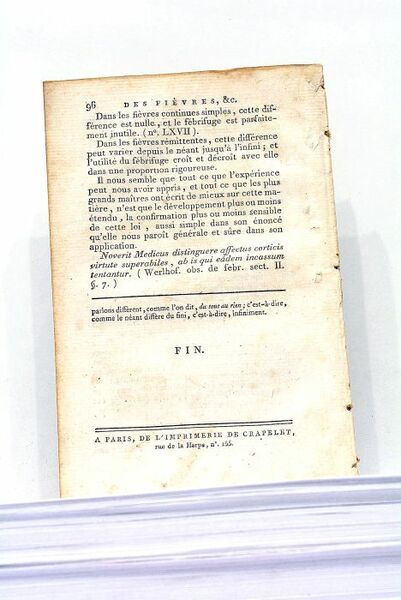 96 DES FIÈVRES, &c.
Dans les fièvres continues simples, cette dif-
férence est nulle, et le fébrifuge est parfaite-
ment inutile. (n°. LXVII).
Dans les fièvres rémittentes, cette différence
peut varier depuis le néant jusqu'à l'infini ; et
l'utilité du fébrifuge croît et décroît avec elle
dans une proportion rigoureuse.
Il nous semble que tout ce que l'expérience
peut nous avoir appris, et tout ce que les plus
grands maîtres ont écrit de mieux sur cette ma-
tière, n'est que le développement plus ou moins
étendu, la confirmation plus ou moins sensible
de cette loi, aussi simple dans son énoncé
qu'elle nous paroît générale et sûre dans son
application.
Noverit Medicus distinguere affectus corticis
virtute superabiles, ab is qui eâdem incassum
tentantur. ( Werlhof. obs. de febr. sect. II.
§. 7. )
parlons diffèrent, comme l'on dit, du tout au rien ; c'est-à-dire,
comme le néant diffère du fini, c'est-à-dire, infiniment.
FIN.
A PARIS, DE L'IMPRIMERIE DE CRAPELET,
rue de la Harpe, n°. 155.